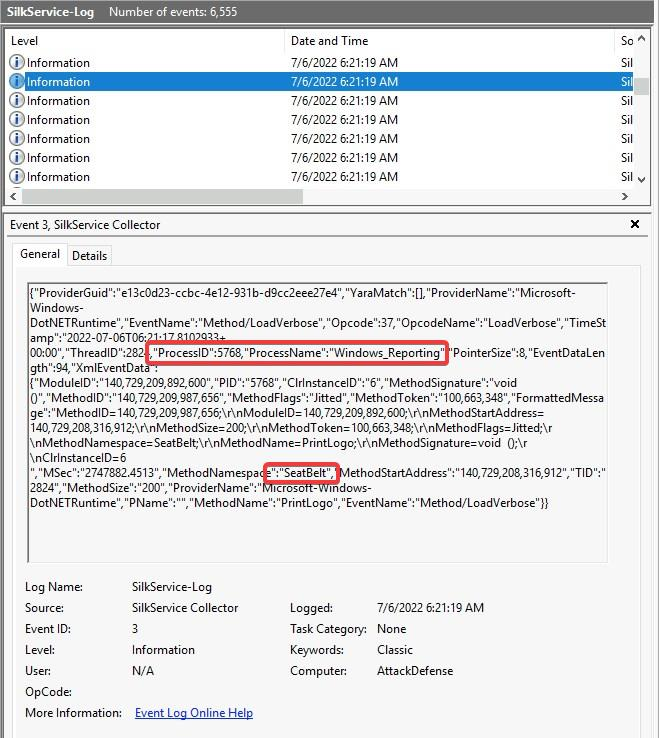 SilkService-Log Number of events: 6,555
Level Date and Time So
Information 7/6/2022 6:21:19 AM Sil
Information 7/6/2022 6:21:19 AM Sil
Information 7/6/2022 6:21:19 AM Sil
Information 7/6/2022 6:21:19 AM Sil
Information 7/6/2022 6:21:19 AM Sil
Information 7/6/2022 6:21:19 AM Sil
Information 7/6/2022 6:21:19 AM Sil
Event 3, SilkService Collector
General Details
{"ProviderGuid":"e13c0d23-ccbc-4e12-931b-d9cc2eee27e4","YaraMatch":[],"ProviderName":"Microsoft-
Windows-
DotNETRuntime","EventName":"Method/LoadVerbose","Opcode":37,"OpcodeName":"LoadVerbose","TimeSt
amp":"2022-07-06T06:21:17.8102933+
00:00","ThreadID":2824,"ProcessID":5768,"ProcessName":"Windows_Reporting","PointerSize":8,"EventDataLen
gth":94,"XmlEventData":
{"ModuleID":"140,729,209,892,600","PID":"5768","ClrInstanceID":"6","MethodSignature":"void
()","MethodID":"140,729,209,987,656","MethodFlags":"Jitted","MethodToken":"100,663,348","FormattedMessa
ge":"MethodID=140,729,209,987,656;\r\nModuleID=140,729,209,892,600;\r\nMethodStartAddress=
140,729,208,316,912;\r\nMethodSize=200;\r\nMethodToken=100,663,348;\r\nMethodFlags=Jitted;\r
\nMethodNamespace=SeatBelt;\r\nMethodName=PrintLogo;\r\nMethodSignature=void ();\r
\nClrInstanceID=6
","MSec":"2747882.4513","MethodNamespace":"SeatBelt","MethodStartAddress":"140,729,208,316,912","TID":"
2824","MethodSize":"200","ProviderName":"Microsoft-Windows-
DotNETRuntime","PName":"","MethodName":"PrintLogo","EventName":"Method/LoadVerbose"}}
Log Name: SilkService-Log
Source: SilkService Collector Logged: 7/6/2022 6:21:19 AM
Event ID: 3 Task Category: None
Level: Information Keywords: Classic
User: N/A Computer: AttackDefense
OpCode:
More Information: Event Log Online Help